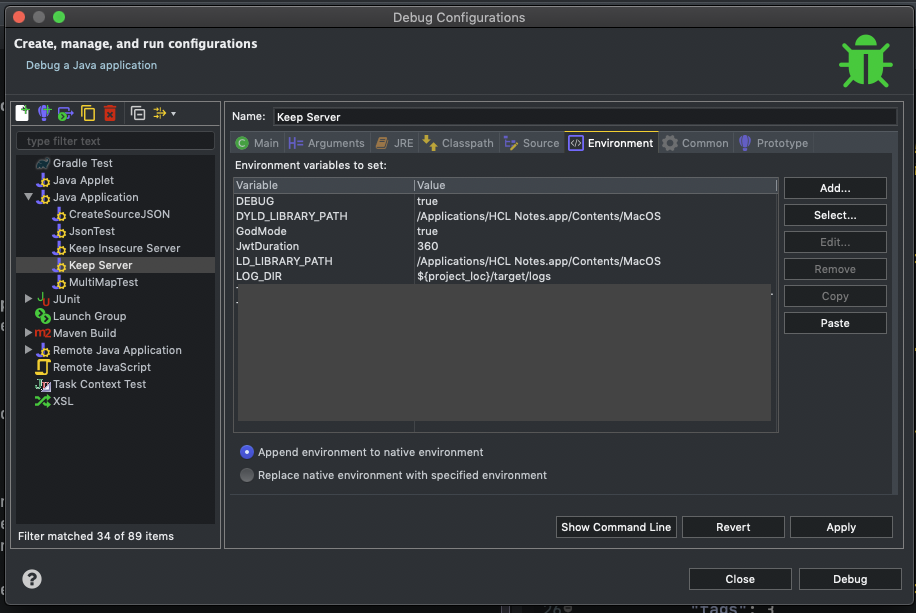 Debug Configurations
Create, manage, and run configurations
Debug a Java application
type filter text
Gradle Test
Java Applet
Java Application
CreateSourceJSON
JsonTest
Keep Insecure Server
Keep Server
MultiMapTest
JUnit
Launch Group
m2 Maven Build
Remote Java Application
Remote JavaScript
Task Context Test
XSL
Filter matched 34 of 89 items
Name: Keep Server
Main Arguments JRE Classpath Source Environment Common Prototype
Environment variables to set:
Variable Value
DEBUG true
DYLD_LIBRARY_PATH /Applications/HCL Notes.app/Contents/MacOS
GodMode true
JwtDuration 360
LD_LIBRARY_PATH /Applications/HCL Notes.app/Contents/MacOS
LOG_DIR ${project_loc}/target/logs
Add...
Select...
Edit...
Remove
Copy
Paste
Append environment to native environment
Replace native environment with specified environment
Show Command Line Revert Apply
? Close Debug
26
"Tags": 3